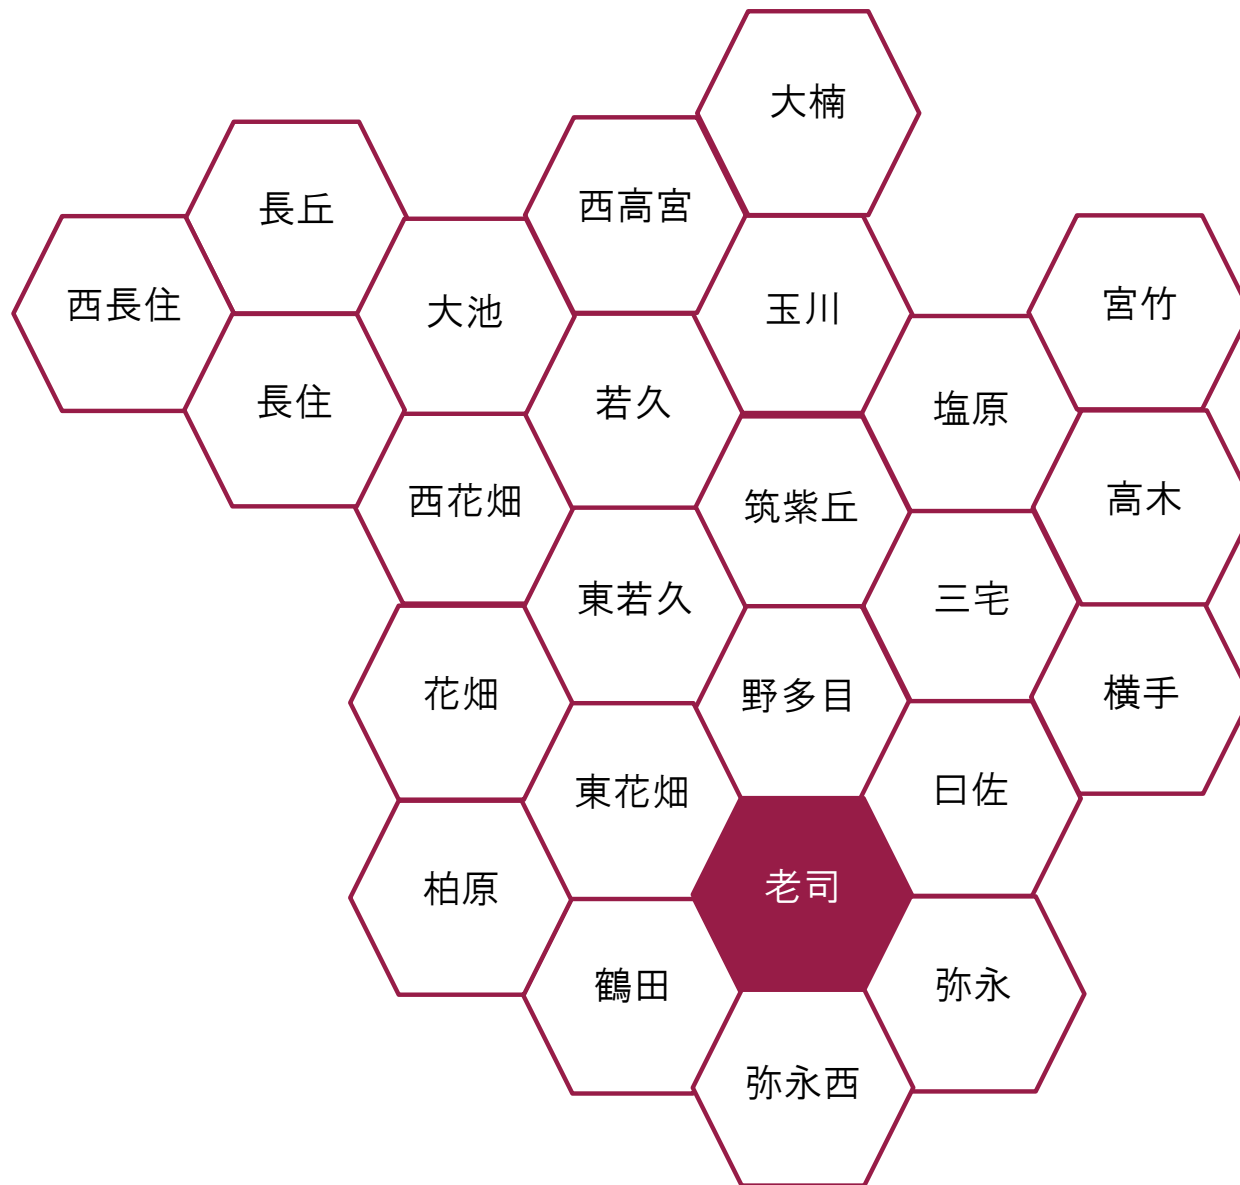 大楠
西高宮
長丘
西長住
大池
玉川
宮竹
長住
若久
塩原
西花畑
筑紫丘
高木
東若久
三宅
花畑
野多目
横手
東花畑
曰佐
柏原
老司
鶴田
弥永
弥永西